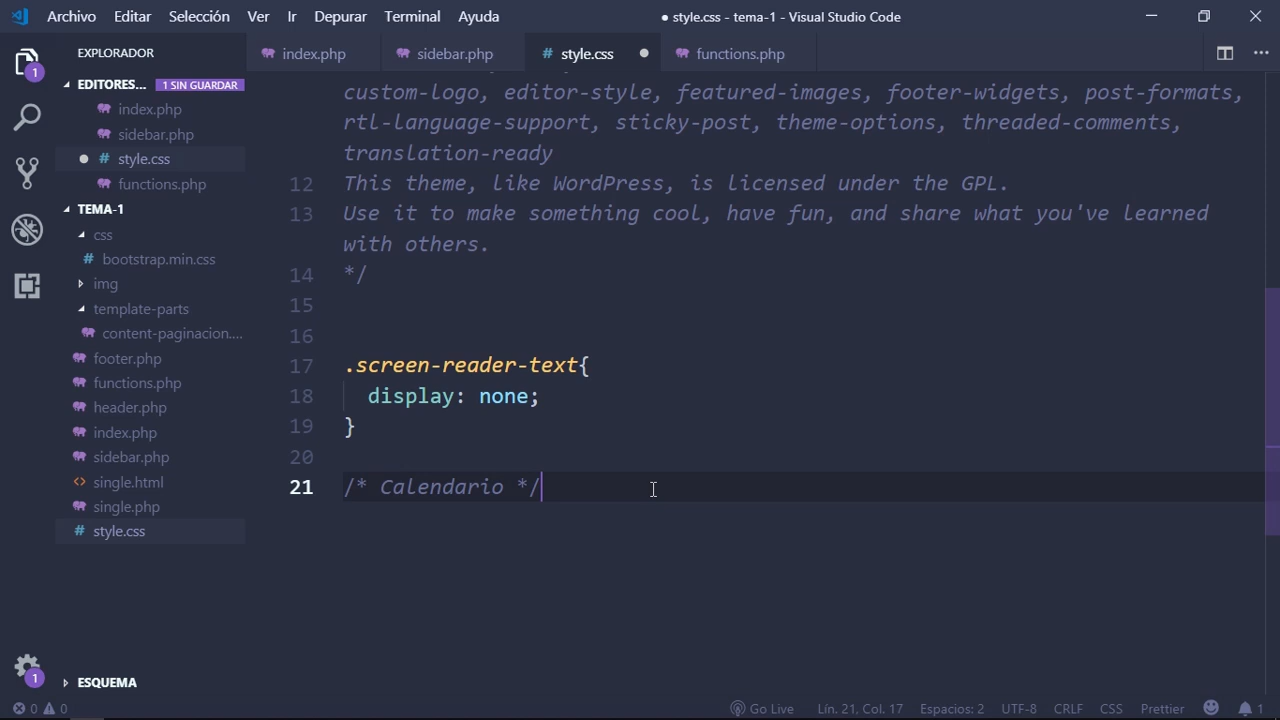 Archivo Editar Selección Ver Ir Depurar Terminal Ayuda
● style.css - tema-1 - Visual Studio Code
EXPLORADOR
index.php sidebar.php # style.css functions.php
EDITORES... 1 SIN GUARDAR
index.php
sidebar.php
# style.css
functions.php
TEMA-1
css
# bootstrap.min.css
img
template-parts
content-paginacion....
footer.php
functions.php
header.php
index.php
sidebar.php
<> single.html
single.php
# style.css
ESQUEMA
1
1
custom-logo, editor-style, featured-images, footer-widgets, post-formats,
rtl-language-support, sticky-post, theme-options, threaded-comments,
translation-ready
12 This theme, like WordPress, is licensed under the GPL.
13 Use it to make something cool, have fun, and share what you've learned
with others.
14 */
15
16
17 .screen-reader-text{
18 display: none;
19 }
20
21 /* Calendario */
0 0 Go Live Lín. 21, Col. 17 Espacios: 2 UTF-8 CRLF CSS Prettier 1